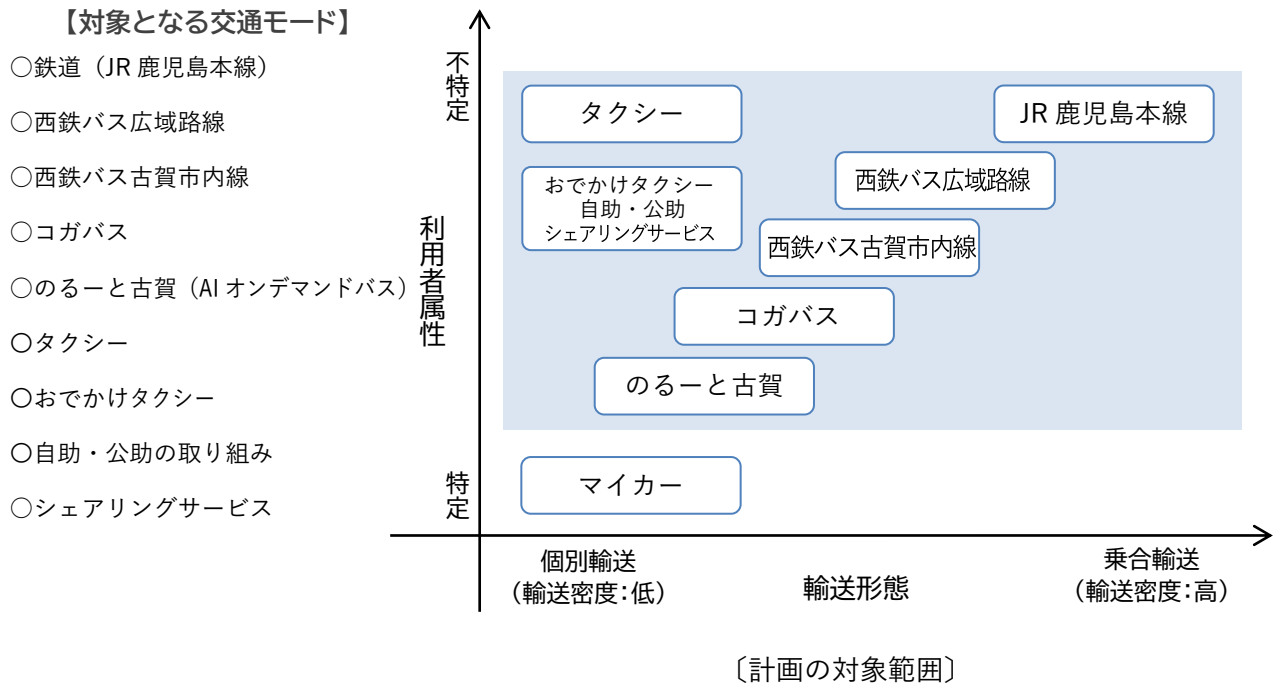 【対象となる交通モード】
○鉄道（JR 鹿児島本線）
○西鉄バス広域路線
○西鉄バス古賀市内線
○コガバス
○のるーと古賀（AI オンデマンドバス）
○タクシー
○おでかけタクシー
○自助・公助の取り組み
○シェアリングサービス
不特定
利用者属性
特定
タクシー
JR 鹿児島本線
おでかけタクシー
自助・公助
シェアリングサービス
西鉄バス広域路線
西鉄バス古賀市内線
コガバス
のるーと古賀
マイカー
個別輸送
（輸送密度：低）
輸送形態
乗合輸送
（輸送密度：高）
〔計画の対象範囲〕